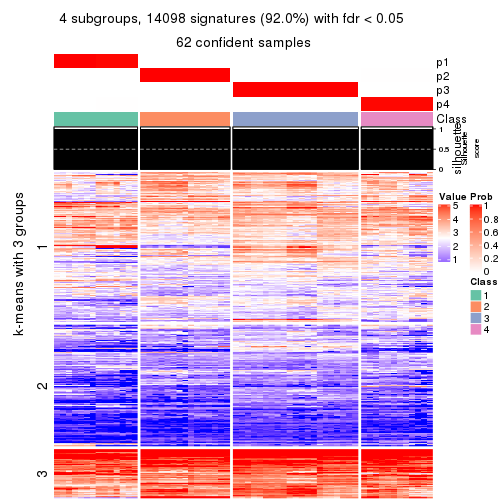 4 subgroups, 14098 signatures (92.0%) with fdr < 0.05
62 confident samples
p1
p2
p3
p4
Class
1
0.5
0
silhouette
Silhouette
score
k-means with 3 groups
1
2
3
Value Prob
5 1
4 0.8
3 0.6
2 0.4
1 0.2
0
Class
1
2
3
4